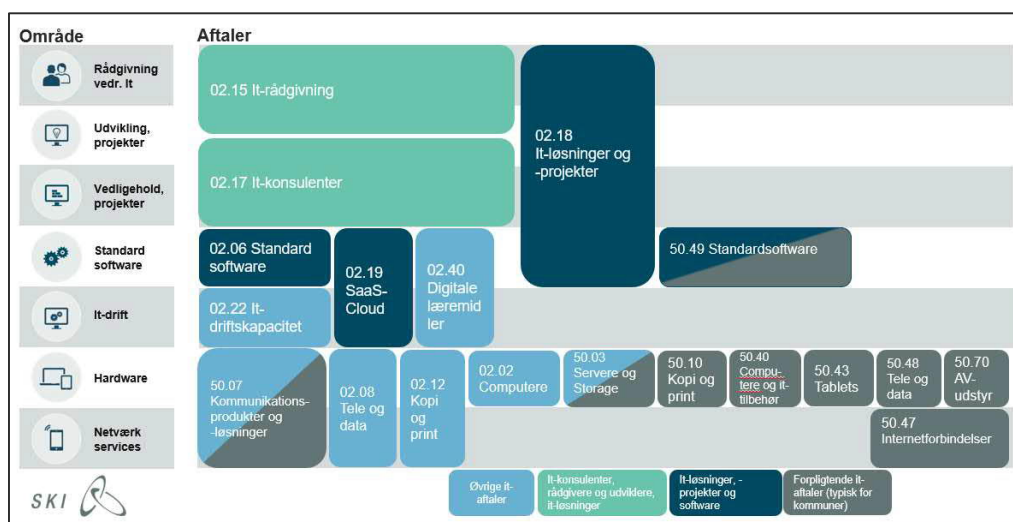 Område
Aftaler
Rådgivning
vedr. It
Udvikling,
projekter
Vedligehold,
projekter
Standard
software
It-drift
Hardware
Netværk
services
02.15 It-rådgivning
02.17 It-konsulenter
02.18
It-løsninger og
-projekter
02.06 Standard
software
02.19
SaaS-
Cloud
02.40
Digitale
læremid
ler
50.49 Standardsoftware
02.22 It-
driftskapacitet
50.07
Kommunikations-
produkter og
-løsninger
02.08
Tele og
data
02.12
Kopi
og
print
02.02
Computere
50.03
Servere og
Storage
50.10
Kopi og
print
50.40
Compu-
tere og it-
tilbehør
50.43
Tablets
50.48
Tele og
data
50.70
AV-
udstyr
50.47
Internetforbindelser
SKI
Øvrige it-
aftaler
It-konsulenter,
rådgivere og udviklere,
it-løsninger
It-løsninger, -
projekter og
software
Forpligtende it-
aftaler (typisk for
kommuner)